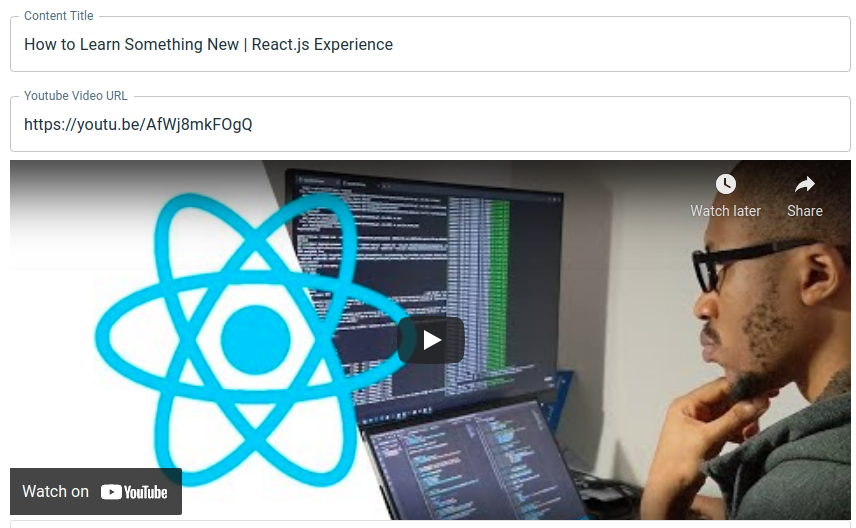 Content Title
How to Learn Something New | React.js Experience
Youtube Video URL
https://youtu.be/AfWj8mkFOgQ
Watch later
Share
Watch on YouTube